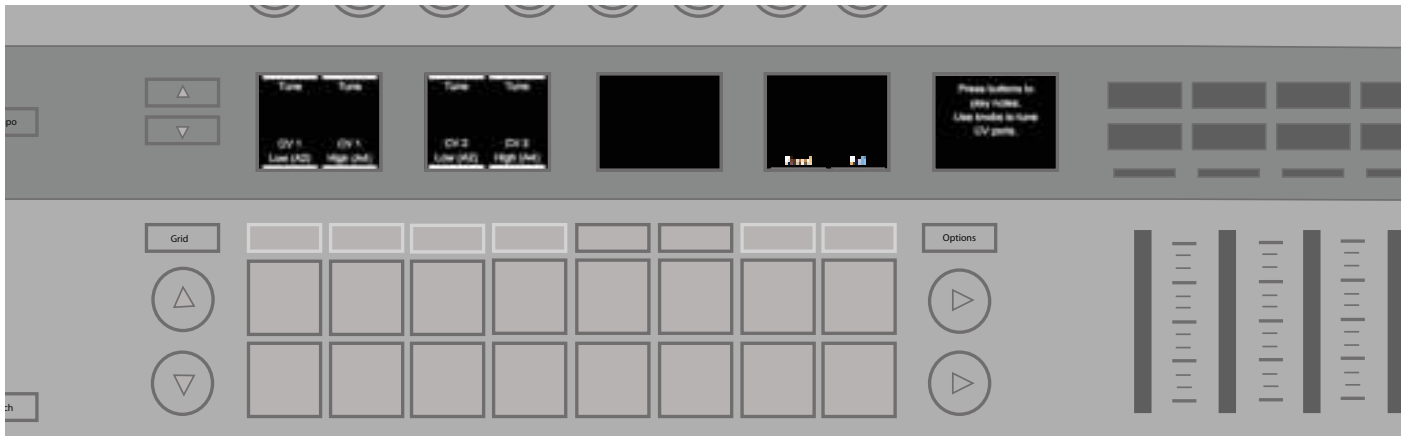 Tune Tune
CV 1 CV 1
Low (A2) High (A4)
Tune Tune
CV 2 CV 2
Low (A2) High (A4)
Press buttons to
play notes.
Use knobs to tune
CV ports.
po
Grid
Options
ch